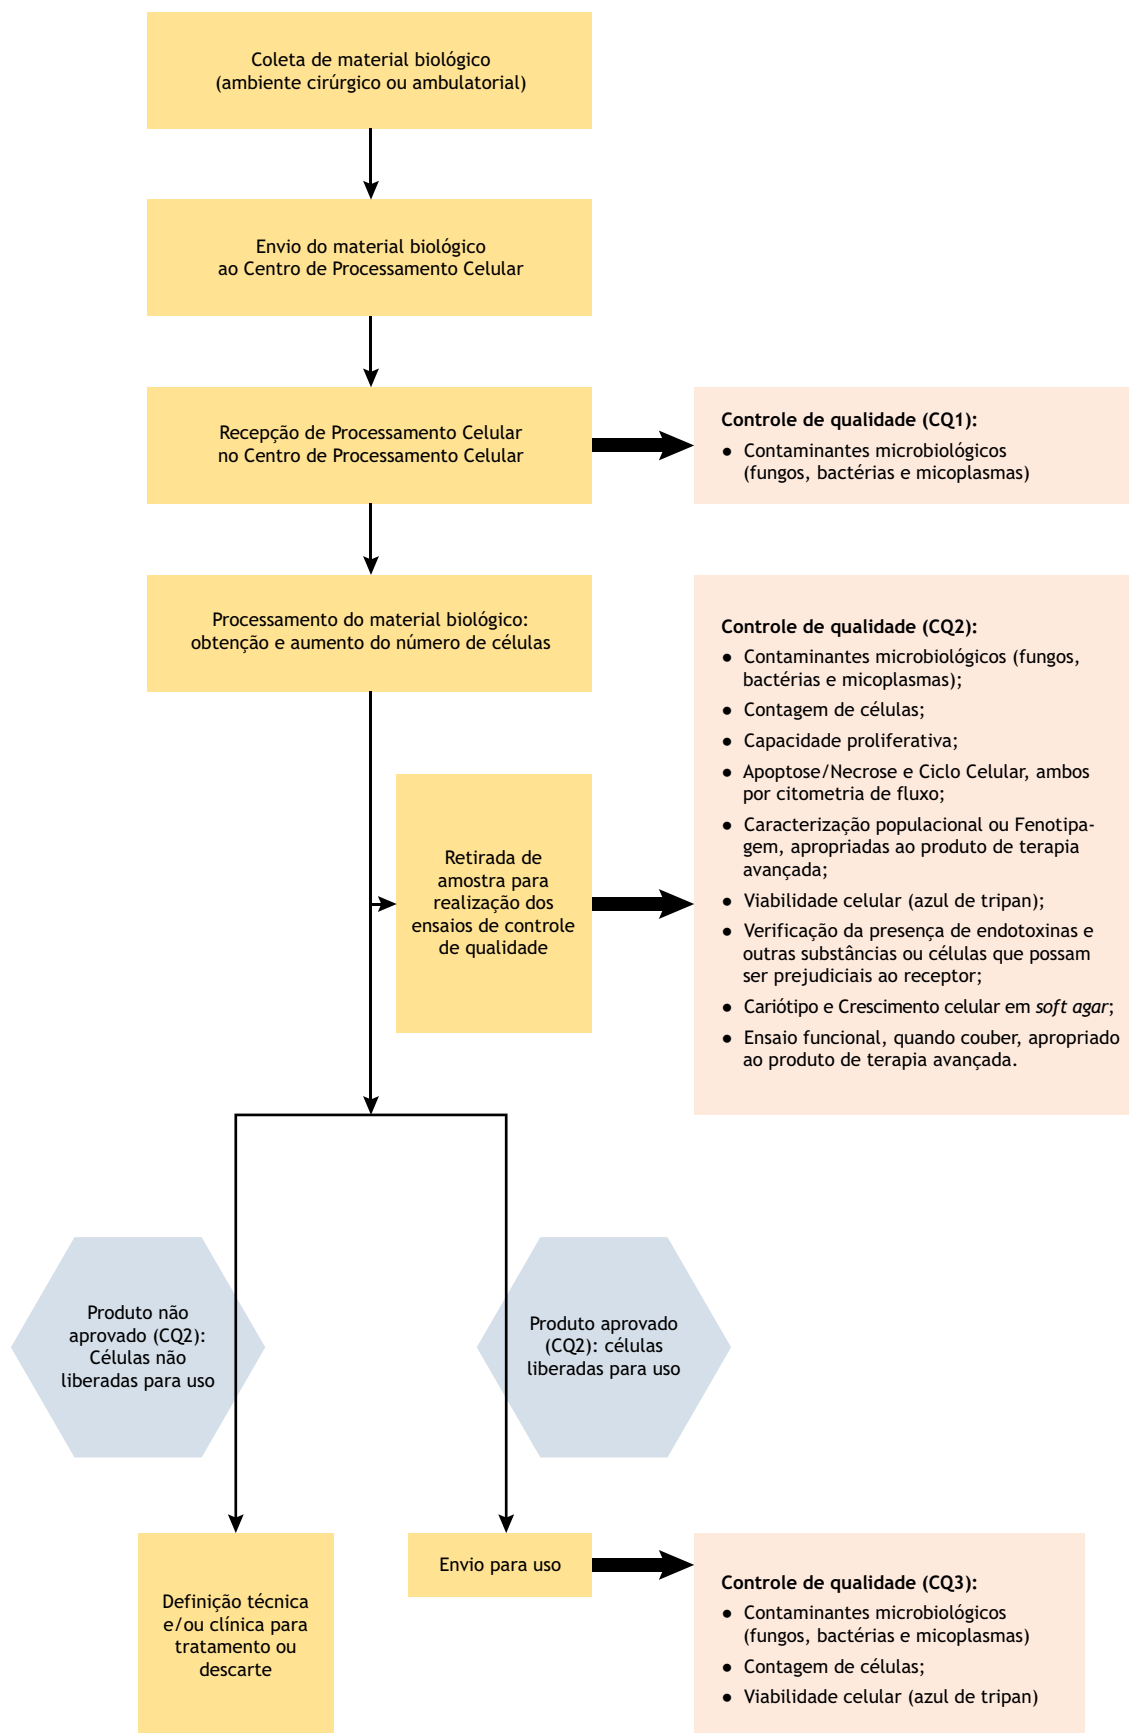 Coleta de material biológico
(ambiente cirúrgico ou ambulatorial)
Envio do material biológico
ao Centro de Processamento Celular
Recepção de Processamento Celular
no Centro de Processamento Celular
Controle de qualidade (CQ1):
● Contaminantes microbiológicos
(fungos, bactérias e micoplasmas)
Processamento do material biológico:
obtenção e aumento do número de células
Retirada de
amostra para
realização dos
ensaios de controle
de qualidade
Controle de qualidade (CQ2):
● Contaminantes microbiológicos (fungos,
bactérias e micoplasmas);
● Contagem de células;
● Capacidade proliferativa;
● Apoptose/Necrose e Ciclo Celular, ambos
por citometria de fluxo;
● Caracterização populacional ou Fenotipa-
gem, apropriadas ao produto de terapia
avançada;
● Viabilidade celular (azul de tripan);
● Verificação da presença de endotoxinas e
outras substâncias ou células que possam
ser prejudiciais ao receptor;
● Cariótipo e Crescimento celular em soft agar;
● Ensaio funcional, quando couber, apropriado
ao produto de terapia avançada.
Produto não
aprovado (CQ2):
Células não
liberadas para uso
Produto aprovado
(CQ2): células
liberadas para uso
Definição técnica
e/ou clínica para
tratamento ou
descarte
Envio para uso
Controle de qualidade (CQ3):
● Contaminantes microbiológicos
(fungos, bactérias e micoplasmas)
● Contagem de células;
● Viabilidade celular (azul de tripan)